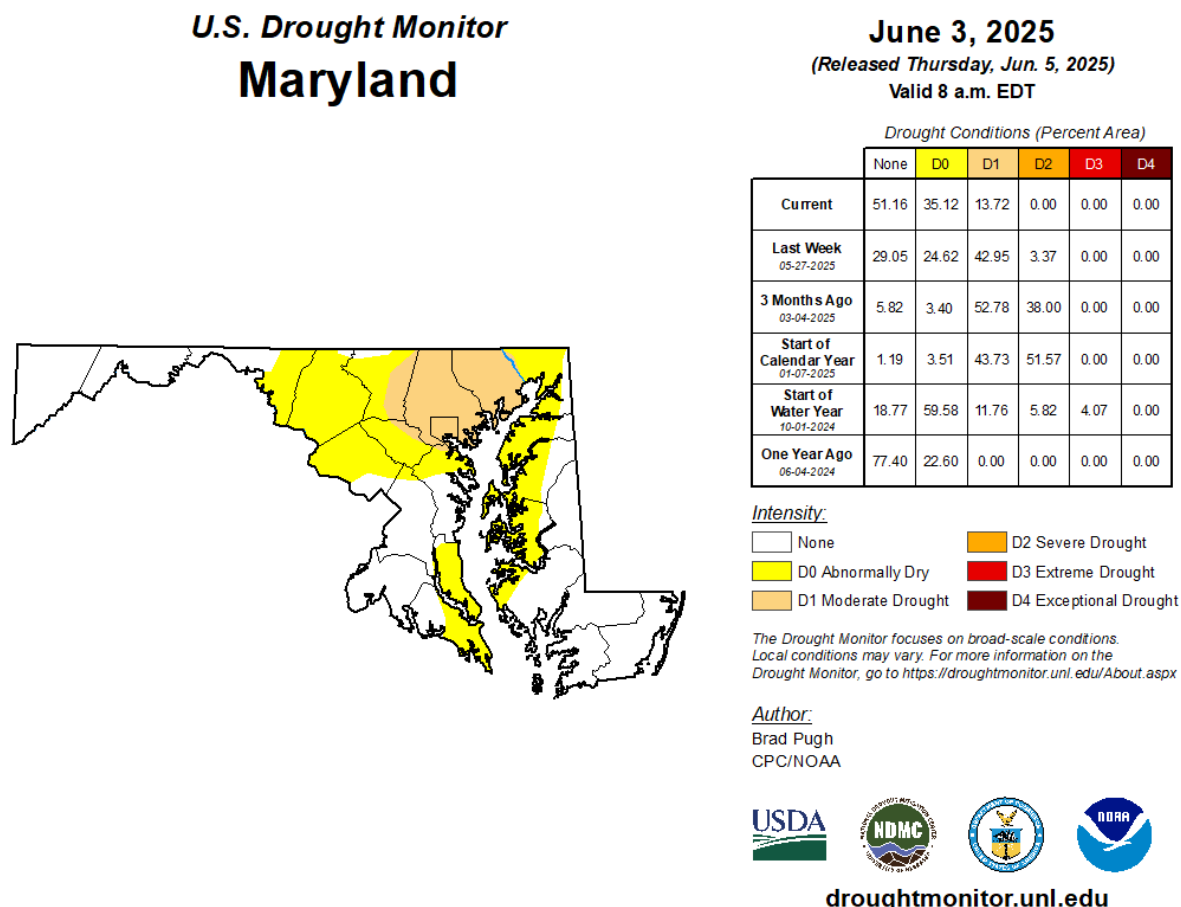 U.S. Drought Monitor
Maryland
June 3, 2025
(Released Thursday, Jun. 5, 2025)
Valid 8 a.m. EDT
Drought Conditions (Percent Area)
None D0 D1 D2 D3 D4
Current 51.16 35.12 13.72 0.00 0.00 0.00
Last Week
05-27-2025 29.05 24.62 42.95 3.37 0.00 0.00
3 Months Ago
03-04-2025 5.82 3.40 52.78 38.00 0.00 0.00
Start of
Calendar Year
01-07-2025 1.19 3.51 43.73 51.57 0.00 0.00
Start of
Water Year
10-01-2024 18.77 59.58 11.76 5.82 4.07 0.00
One Year Ago
06-04-2024 77.40 22.60 0.00 0.00 0.00 0.00
Intensity:
None
D0 Abnormally Dry
D1 Moderate Drought
D2 Severe Drought
D3 Extreme Drought
D4 Exceptional Drought
The Drought Monitor focuses on broad-scale conditions.
Local conditions may vary. For more information on the
Drought Monitor, go to https://droughtmonitor.unl.edu/About.aspx
Author:
Brad Pugh
CPC/NOAA
USDA
NDMC
NOAA
droughtmonitor.unl.edu